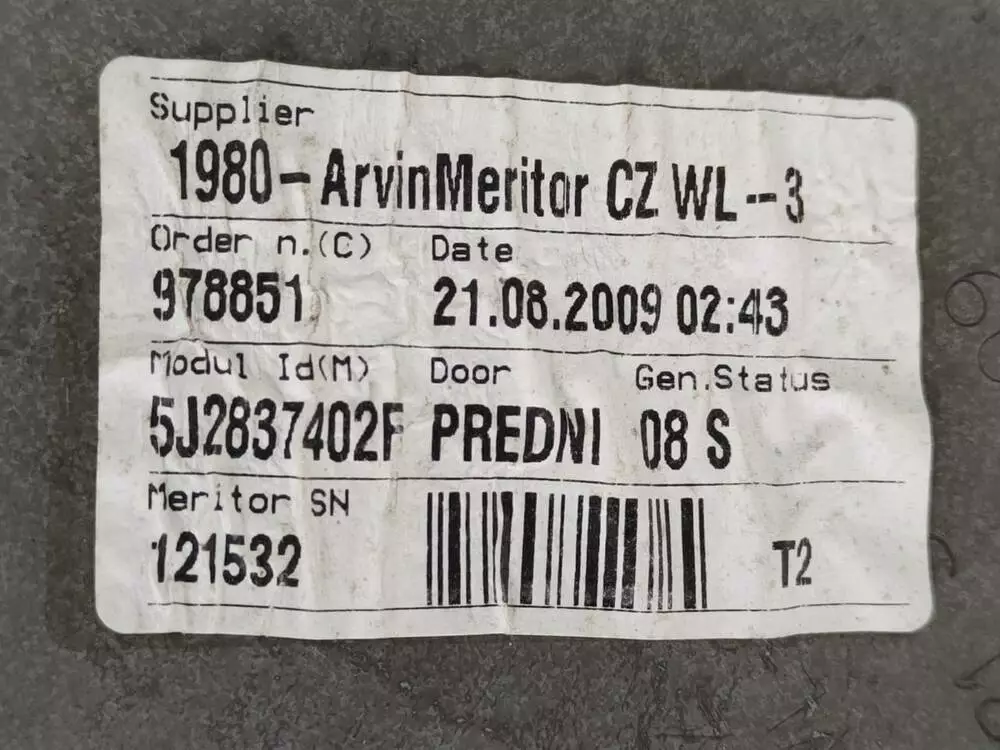 Supplier
1980-ArvinMeritor CZ WL--3
Order n.(C) Date
978851 21.08.2009 02:43
Modul Id(M) Door Gen.Status
5J2837402F PREDNI 08 S
Meritor SN
121532 T2